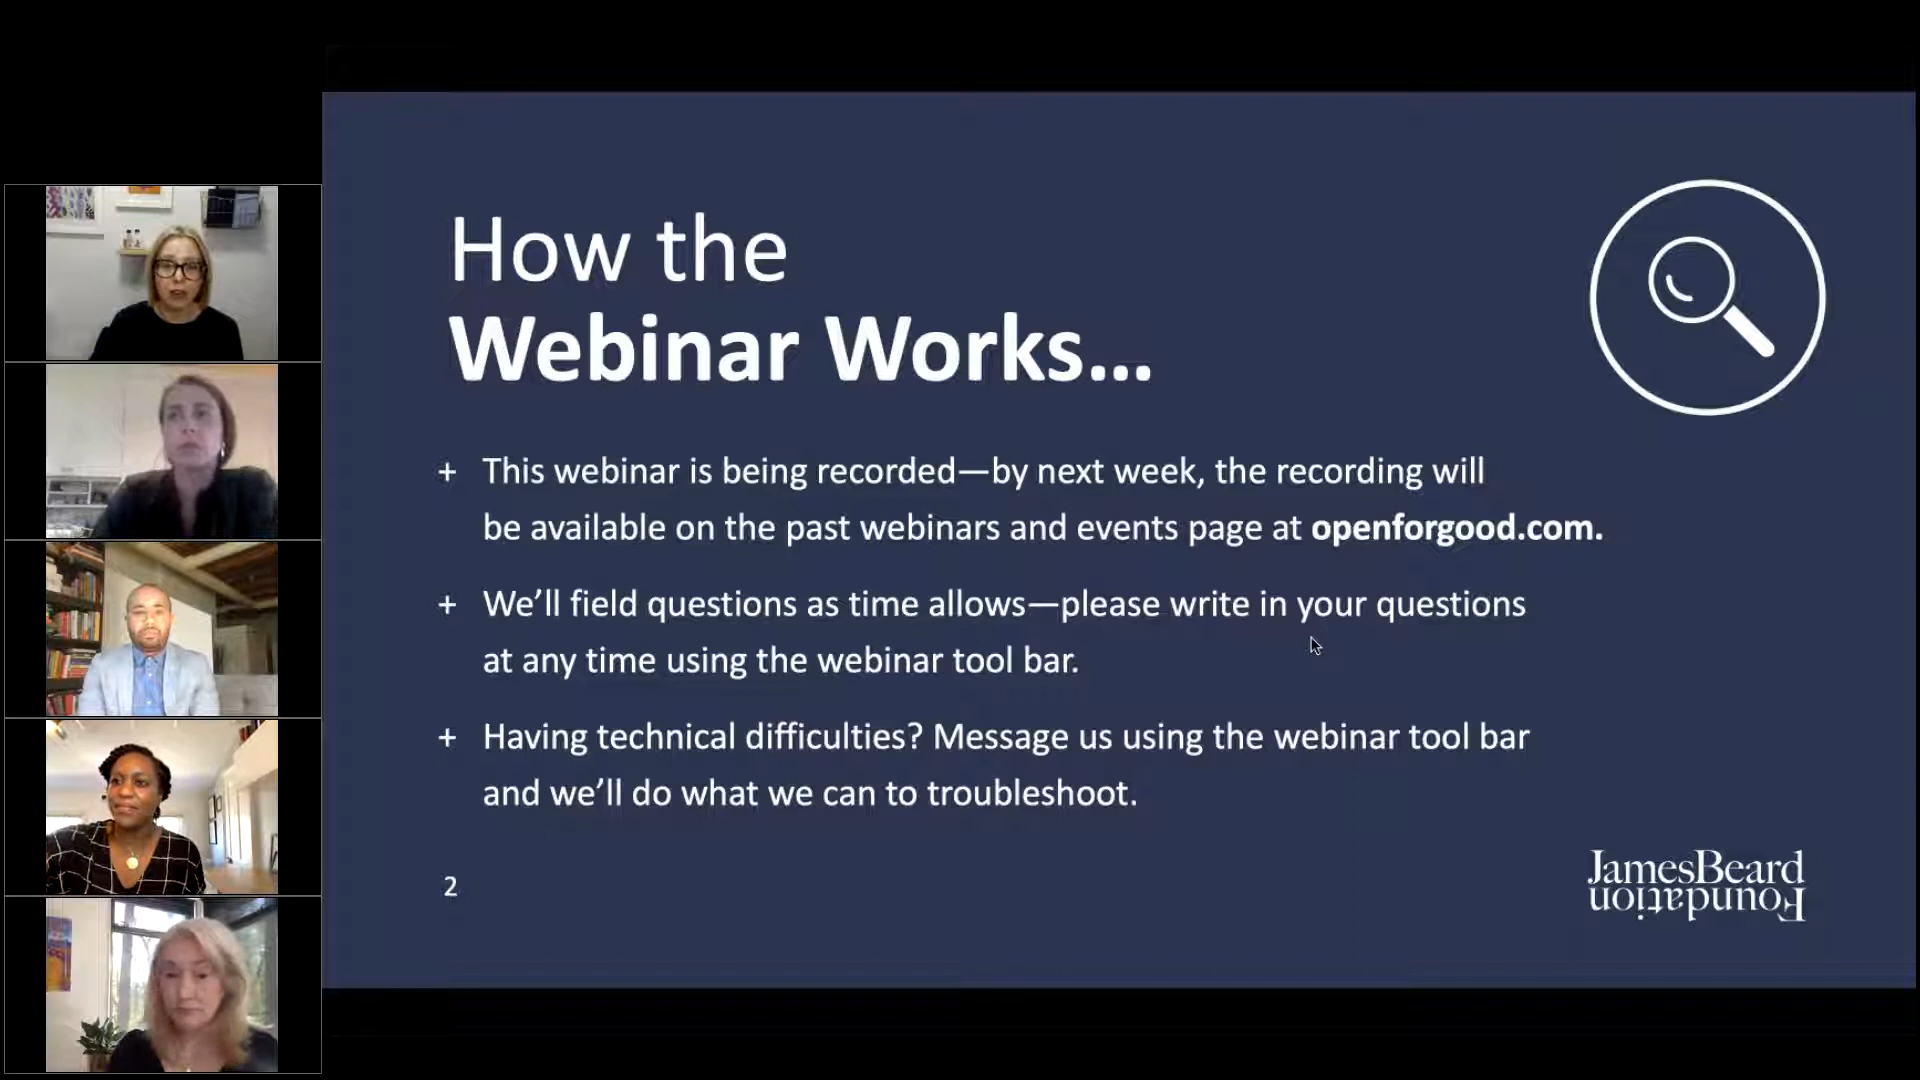 How the
Webinar Works...
+ This webinar is being recorded—by next week, the recording will
be available on the past webinars and events page at openforgood.com.
+ We’ll field questions as time allows—please write in your questions
at any time using the webinar tool bar.
+ Having technical difficulties? Message us using the webinar tool bar
and we’ll do what we can to troubleshoot.
2
JamesBeard
Foundation